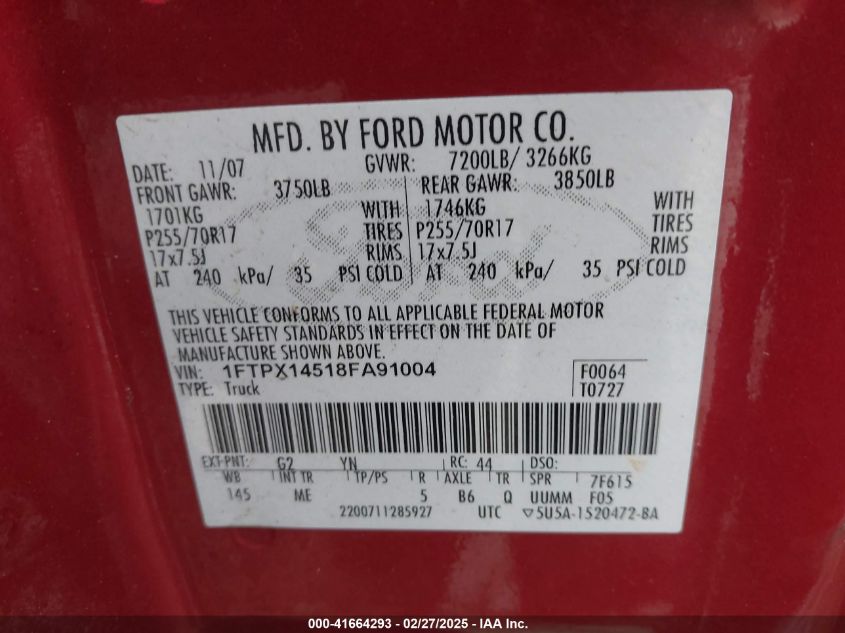 MFD. BY FORD MOTOR CO.
DATE: 11/07 GVWR: 7200LB/ 3266KG
FRONT GAWR: 3750LB REAR GAWR: 3850LB
1701KG WITH 1746KG WITH
P255/70R17 TIRES P255/70R17 TIRES
17x7.5J RIMS 17x7.5J RIMS
AT 240 kPa/ 35 PSI COLD AT 240 kPa/ 35 PSI COLD
THIS VEHICLE CONFORMS TO ALL APPLICABLE FEDERAL MOTOR
VEHICLE SAFETY STANDARDS IN EFFECT ON THE DATE OF
MANUFACTURE SHOWN ABOVE.
VIN: 1FTPX14518FA91004 F0064
TYPE: Truck T0727
EXT-PNT: G2 YN RC: 44 DSO:
WB INT TR TP/PS R AXLE TR SPR 7F615
145 ME 5 B6 Q UUMM F05
2200711285927 UTC ▽5U5A-1520472-BA
Ford
000-41664293 - 02/27/2025 - IAA Inc.